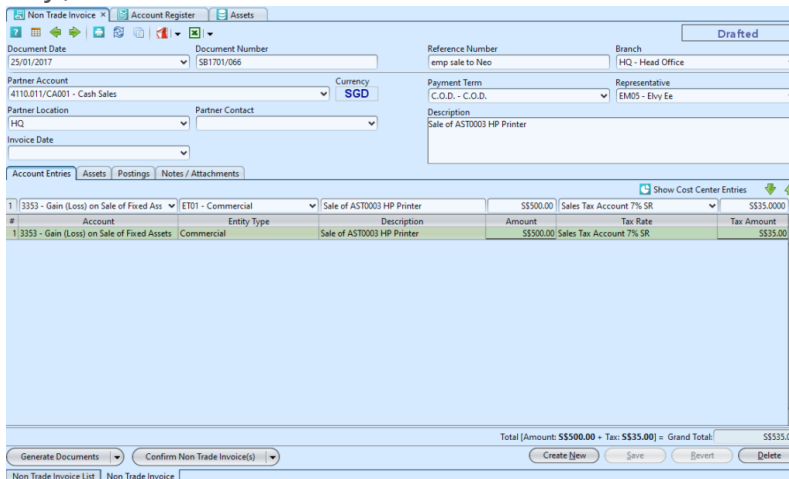 Non Trade Invoice × Account Register Assets
Drafted
Document Date Document Number Reference Number Branch
25/01/2017 SB1701/066 emp sale to Neo HQ - Head Office
Partner Account Currency Payment Term Representative
4110.011/CA001 - Cash Sales SGD C.O.D. - C.O.D. EM05 - Elvy Ee
Partner Location Partner Contact Description
HQ Sale of AST0003 HP Printer
Invoice Date
Account Entries Assets Postings Notes / Attachments
Show Cost Center Entries
1 3353 - Gain (Loss) on Sale of Fixed Ass ET01 - Commercial Sale of AST0003 HP Printer S$500.00 Sales Tax Account 7% SR S$35.0000
# Account Entity Type Description Amount Tax Rate Tax Amount
1 3353 - Gain (Loss) on Sale of Fixed Assets Commercial Sale of AST0003 HP Printer S$500.00 Sales Tax Account 7% SR S$35.00
Total [Amount: S$500.00 + Tax: S$35.00] = Grand Total: S$535.0
Generate Documents Confirm Non Trade Invoice(s) Create New Save Revert Delete
Non Trade Invoice List Non Trade Invoice